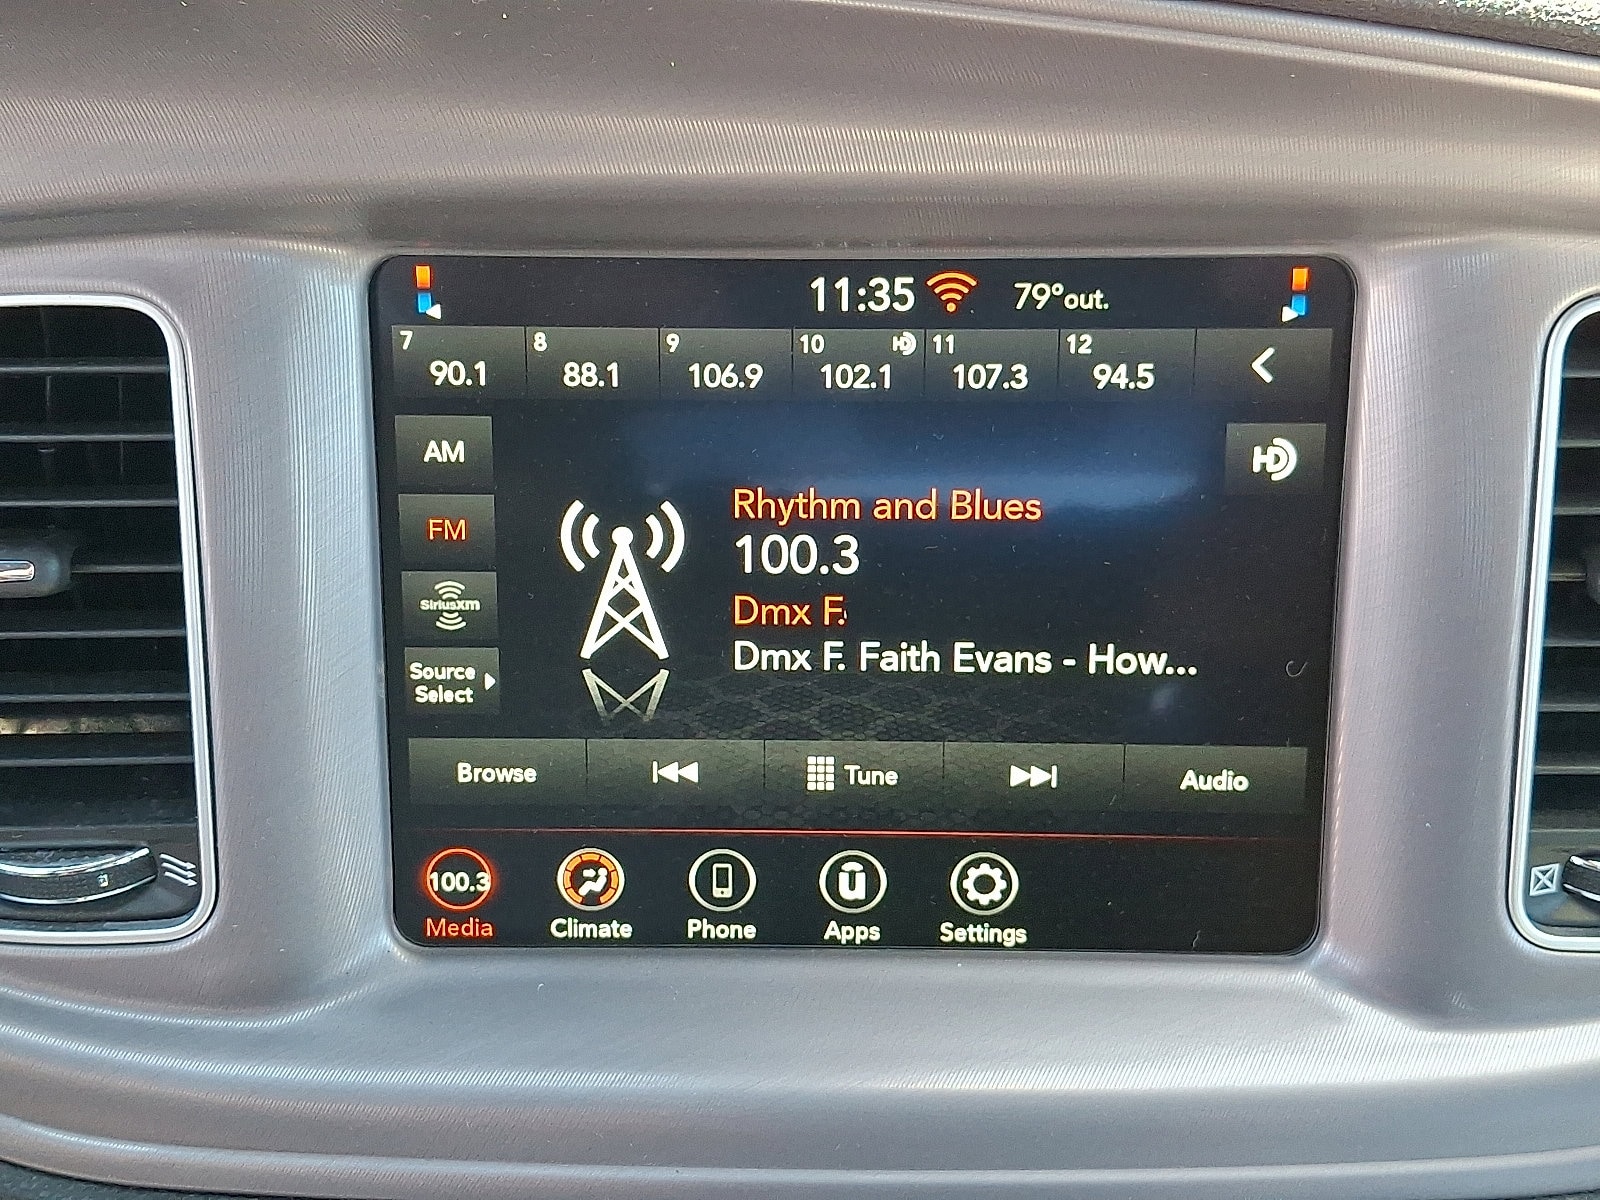 11:35 79°out.
7 8 9 10 HD 11 12
90.1 88.1 106.9 102.1 107.3 94.5
AM
HD
FM
SiriusXM
Source
Select
Rhythm and Blues
100.3
Dmx F.
Dmx F. Faith Evans - How...
Browse Tune Audio
100.3
Media Climate Phone Apps Settings